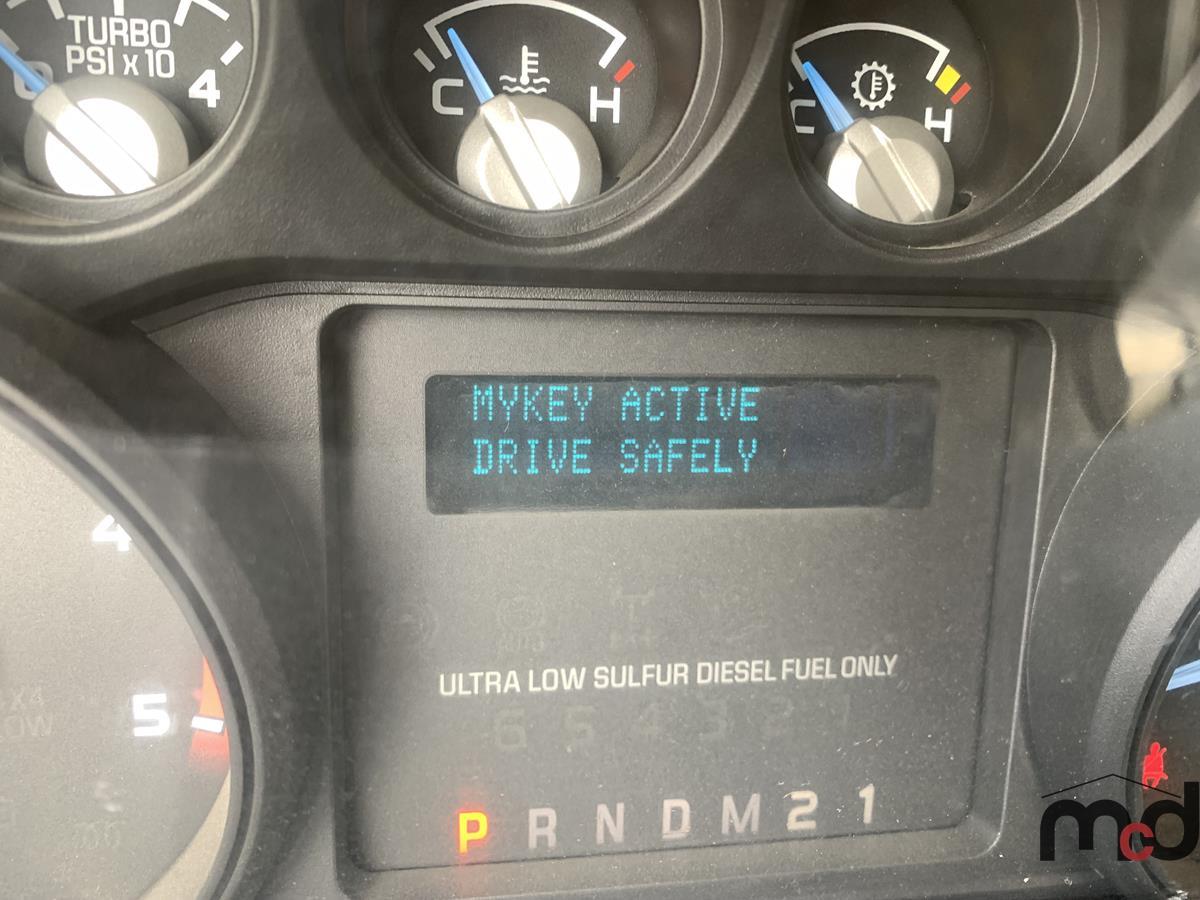 TURBO
PSI x 10
0
4
C
H
C
H
MYKEY ACTIVE
DRIVE SAFELY
4
ULTRA LOW SULFUR DIESEL FUEL ONLY
5
6 5 4 3 2 1
P R N D M 2 1
mcd